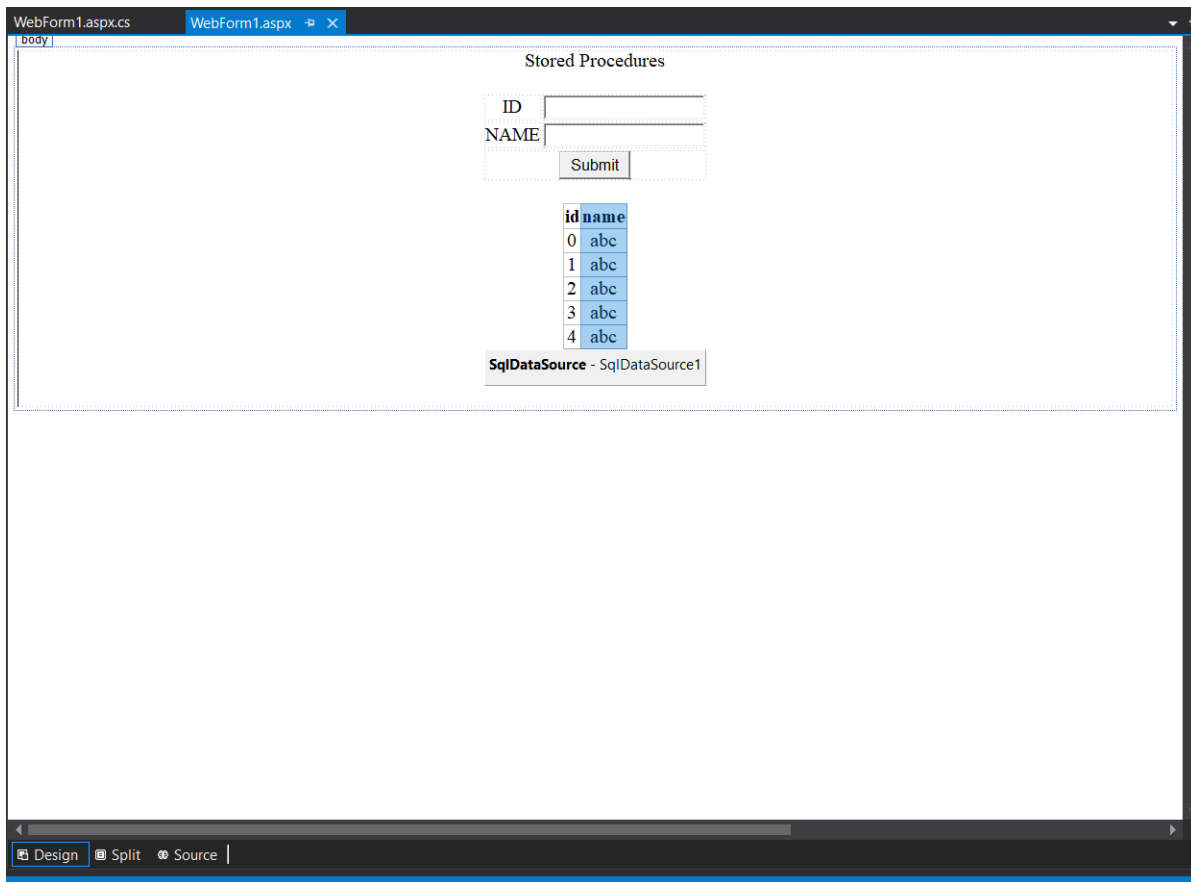 WebForm1.aspx.cs WebForm1.aspx
body
Stored Procedures
ID
NAME
Submit
id name
0 abc
1 abc
2 abc
3 abc
4 abc
SqlDataSource - SqlDataSource1
Design Split Source